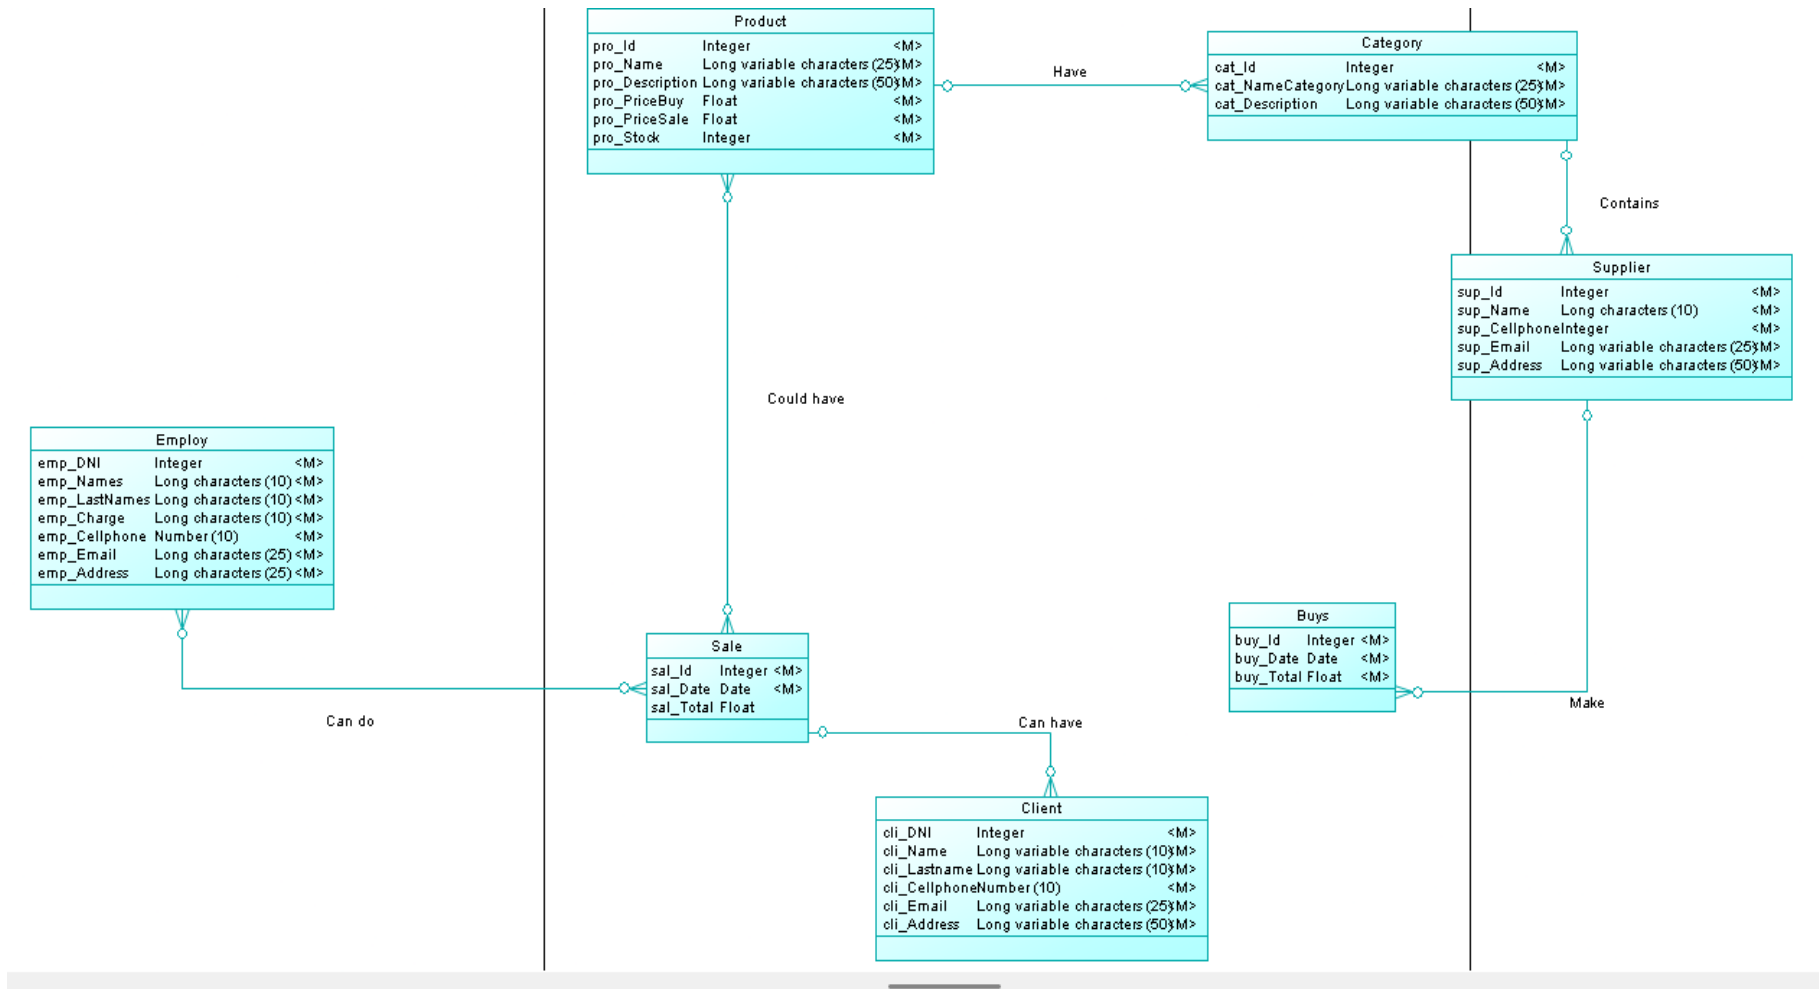 Product
pro_Id Integer <M>
pro_Name Long variable characters (25) <M>
pro_Description Long variable characters (50) <M>
pro_PriceBuy Float <M>
pro_PriceSale Float <M>
pro_Stock Integer <M>
Have
Category
cat_Id Integer <M>
cat_NameCategory Long variable characters (25) <M>
cat_Description Long variable characters (50) <M>
Contains
Supplier
sup_Id Integer <M>
sup_Name Long characters (10) <M>
sup_Cellphone Integer <M>
sup_Email Long variable characters (25) <M>
sup_Address Long variable characters (50) <M>
Could have
Employ
emp_DNI Integer <M>
emp_Names Long characters (10) <M>
emp_LastNames Long characters (10) <M>
emp_Charge Long characters (10) <M>
emp_Cellphone Number (10) <M>
emp_Email Long characters (25) <M>
emp_Address Long characters (25) <M>
Can do
Sale
sal_Id Integer <M>
sal_Date Date <M>
sal_Total Float
Can have
Buys
buy_Id Integer <M>
buy_Date Date <M>
buy_Total Float <M>
Make
Client
cli_DNI Integer <M>
cli_Name Long variable characters (10) <M>
cli_Lastname Long variable characters (10) <M>
cli_Cellphone Number (10) <M>
cli_Email Long variable characters (25) <M>
cli_Address Long variable characters (50) <M>